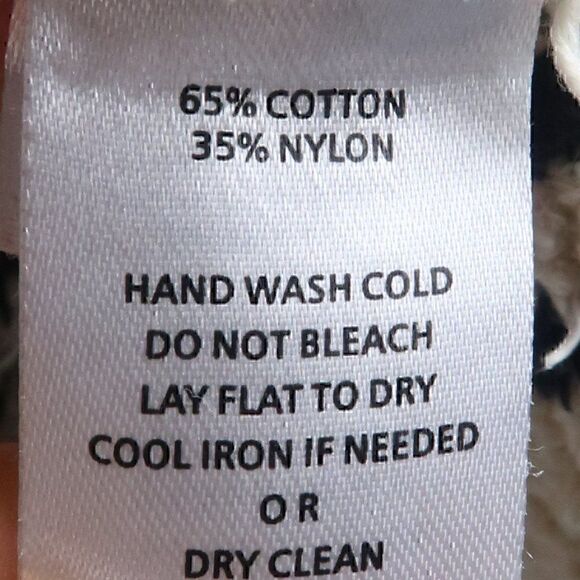 65% COTTON
35% NYLON
HAND WASH COLD
DO NOT BLEACH
LAY FLAT TO DRY
COOL IRON IF NEEDED
OR
DRY CLEAN